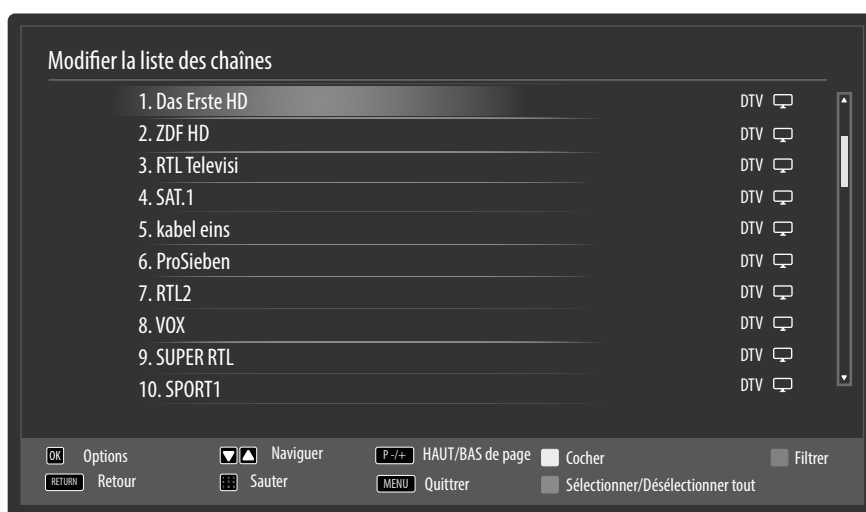 Modifier la liste des chaînes
1. Das Erste HD DTV
2. ZDF HD DTV
3. RTL Televisi DTV
4. SAT.1 DTV
5. kabel eins DTV
6. ProSieben DTV
7. RTL2 DTV
8. VOX DTV
9. SUPER RTL DTV
10. SPORT1 DTV
OK Options Naviguer P -/+ HAUT/BAS de page Cocher Filtrer
RETURN Retour Sauter MENU Quittrer Sélectionner/Désélectionner tout